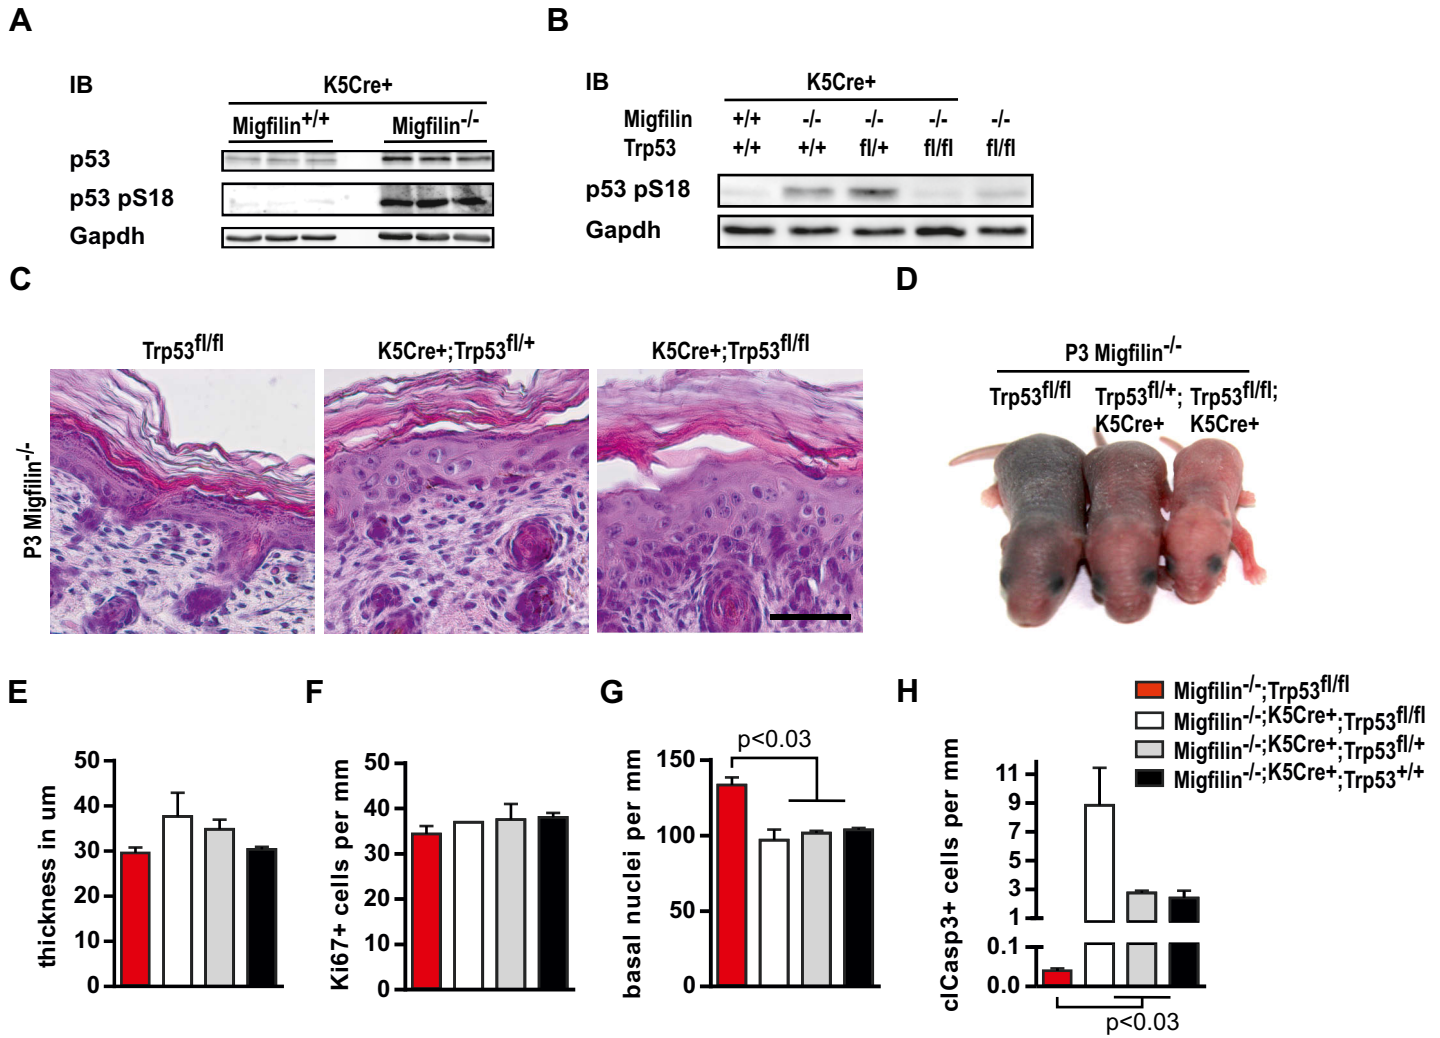 A
IB
K5Cre+
Migfilin+/+
Migfilin-/-
p53
p53 pS18
Gapdh
B
IB
K5Cre+
Migfilin +/+ -/- -/- -/- -/-
Trp53 +/+ +/+ fl/+ fl/fl fl/fl
p53 pS18
Gapdh
C
Trp53fl/fl
K5Cre+;Trp53fl/+
K5Cre+;Trp53fl/fl
P3 Migfilin-/-
D
P3 Migfilin-/-
Trp53fl/fl
Trp53fl/+;
K5Cre+
Trp53fl/fl;
K5Cre+
E
thickness in um
50
40
30
20
10
0
F
Ki67+ cells per mm
50
40
30
20
10
0
G
basal nuclei per mm
p<0.03
150
100
50
0
H
clCasp3+ cells per mm
11
9
7
5
3
1
0.1
0.0
p<0.03
Migfilin-/-;Trp53fl/fl
Migfilin-/-;K5Cre+;Trp53fl/fl
Migfilin-/-;K5Cre+;Trp53fl/+
Migfilin-/-;K5Cre+;Trp53+/+